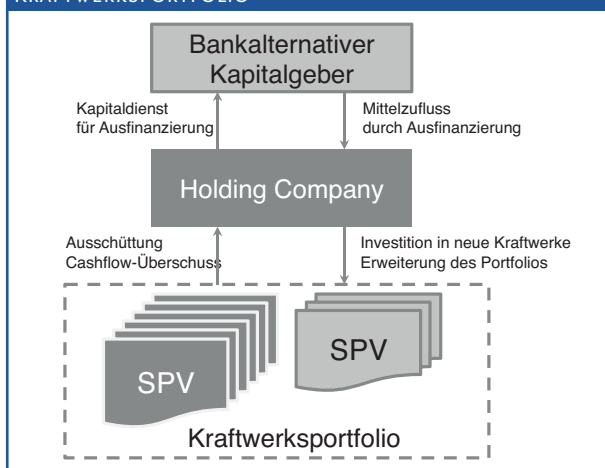 KRAFTWERKSPORTFOLIO
Bankalternativer
Kapitalgeber
Kapitaldienst
für Ausfinanzierung
Mittelzufluss
durch Ausfinanzierung
Holding Company
Ausschüttung
Cashflow-Überschuss
Investition in neue Kraftwerke
Erweiterung des Portfolios
SPV
SPV
Kraftwerksportfolio